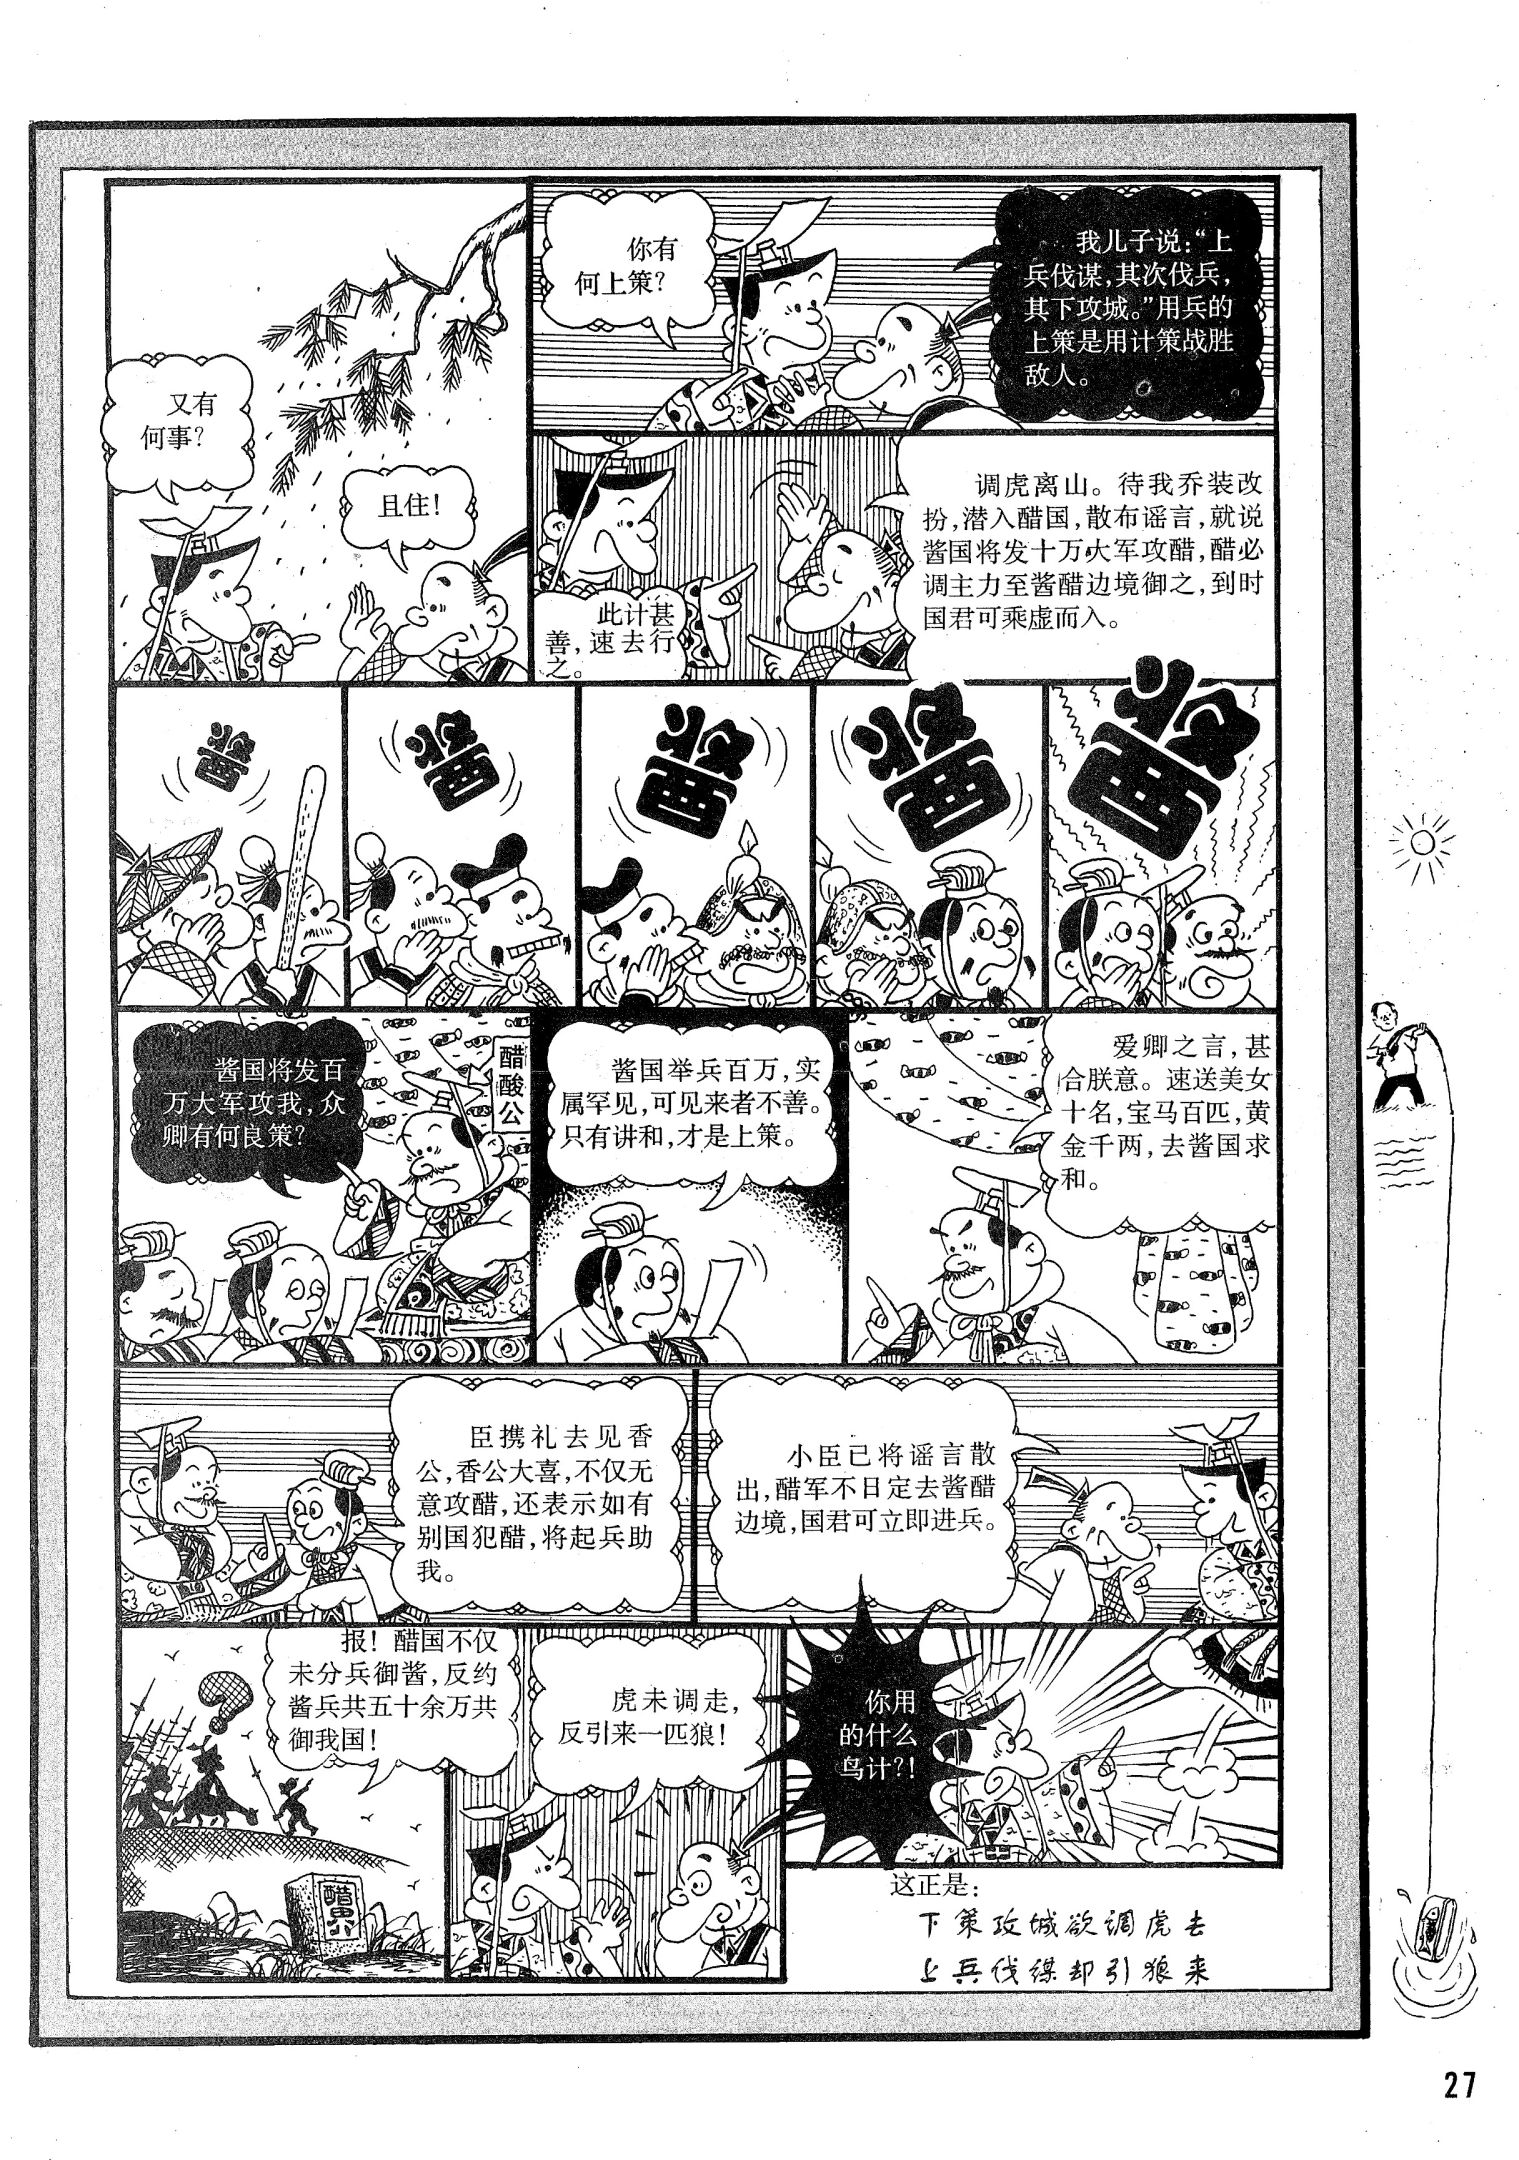 又有
何事？
且住！
你有
何上策？
我儿子说：“上
兵伐谋，其次伐兵，
其下攻城。”用兵的
上策是用计策战胜
敌人。
调虎离山。待我乔装改
扮，潜入醋国，散布谣言，就说
酱国将发十万大军攻醋，醋必
调主力至酱醋边境御之，到时
国君可乘虚而入。
此计甚
善，速去行
之。
酱
酱
酱
酱
酱
酱国将发百
万大军攻我，众
卿有何良策？
醋酸公
酱国举兵百万，实
属罕见，可见来者不善。
只有讲和，才是上策。
爱卿之言，甚
合朕意。速送美女
十名，宝马百匹，黄
金千两，去酱国求
和。
臣携礼去见香
公，香公大喜，不仅无
意攻醋，还表示如有
别国犯醋，将起兵助
我。
小臣已将谣言散
出，醋军不日定去酱醋
边境，国君可立即进兵。
报！醋国不仅
未分兵御酱，反约
酱兵共五十余万共
御我国！
?
醋界
虎未调走，
反引来一匹狼！
你用
的什么
鸟计？！
这正是：
下策攻城欲调虎去
上兵伐谋却引狼来
27